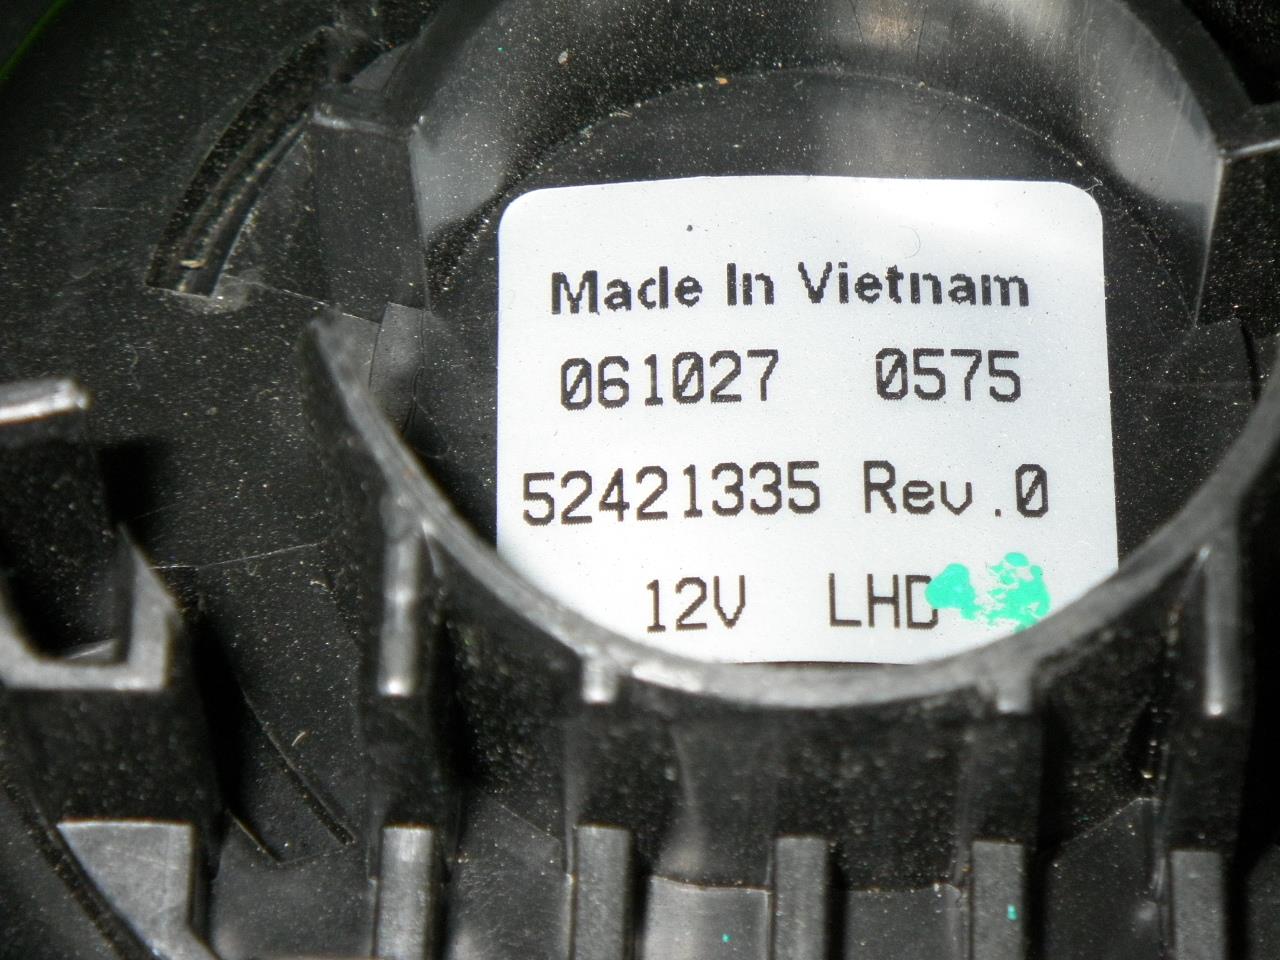 Made In Vietnam
061027 0575
52421335 Rev.0
12V LHD